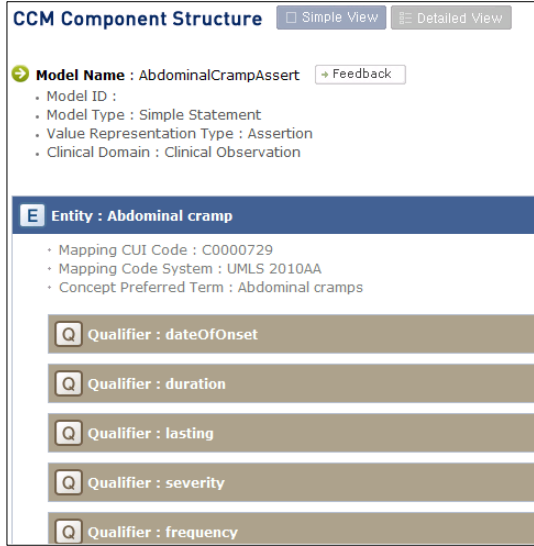 CCM Component Structure Simple View Detailed View
Model Name : AbdominalCrampAssert Feedback
Model ID :
Model Type : Simple Statement
Value Representation Type : Assertion
Clinical Domain : Clinical Observation
E Entity : Abdominal cramp
Mapping CUI Code : C0000729
Mapping Code System : UMLS 2010AA
Concept Preferred Term : Abdominal cramps
Q Qualifier : dateOfOnset
Q Qualifier : duration
Q Qualifier : lasting
Q Qualifier : severity
Q Qualifier : frequency